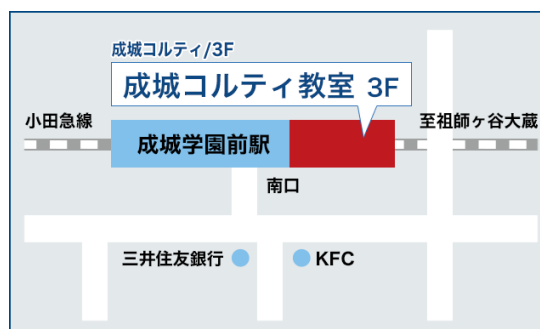 成城コルティ/3F
成城コルティ教室 3F
小田急線
成城学園前駅
至祖師ヶ谷大蔵
南口
三井住友銀行
KFC